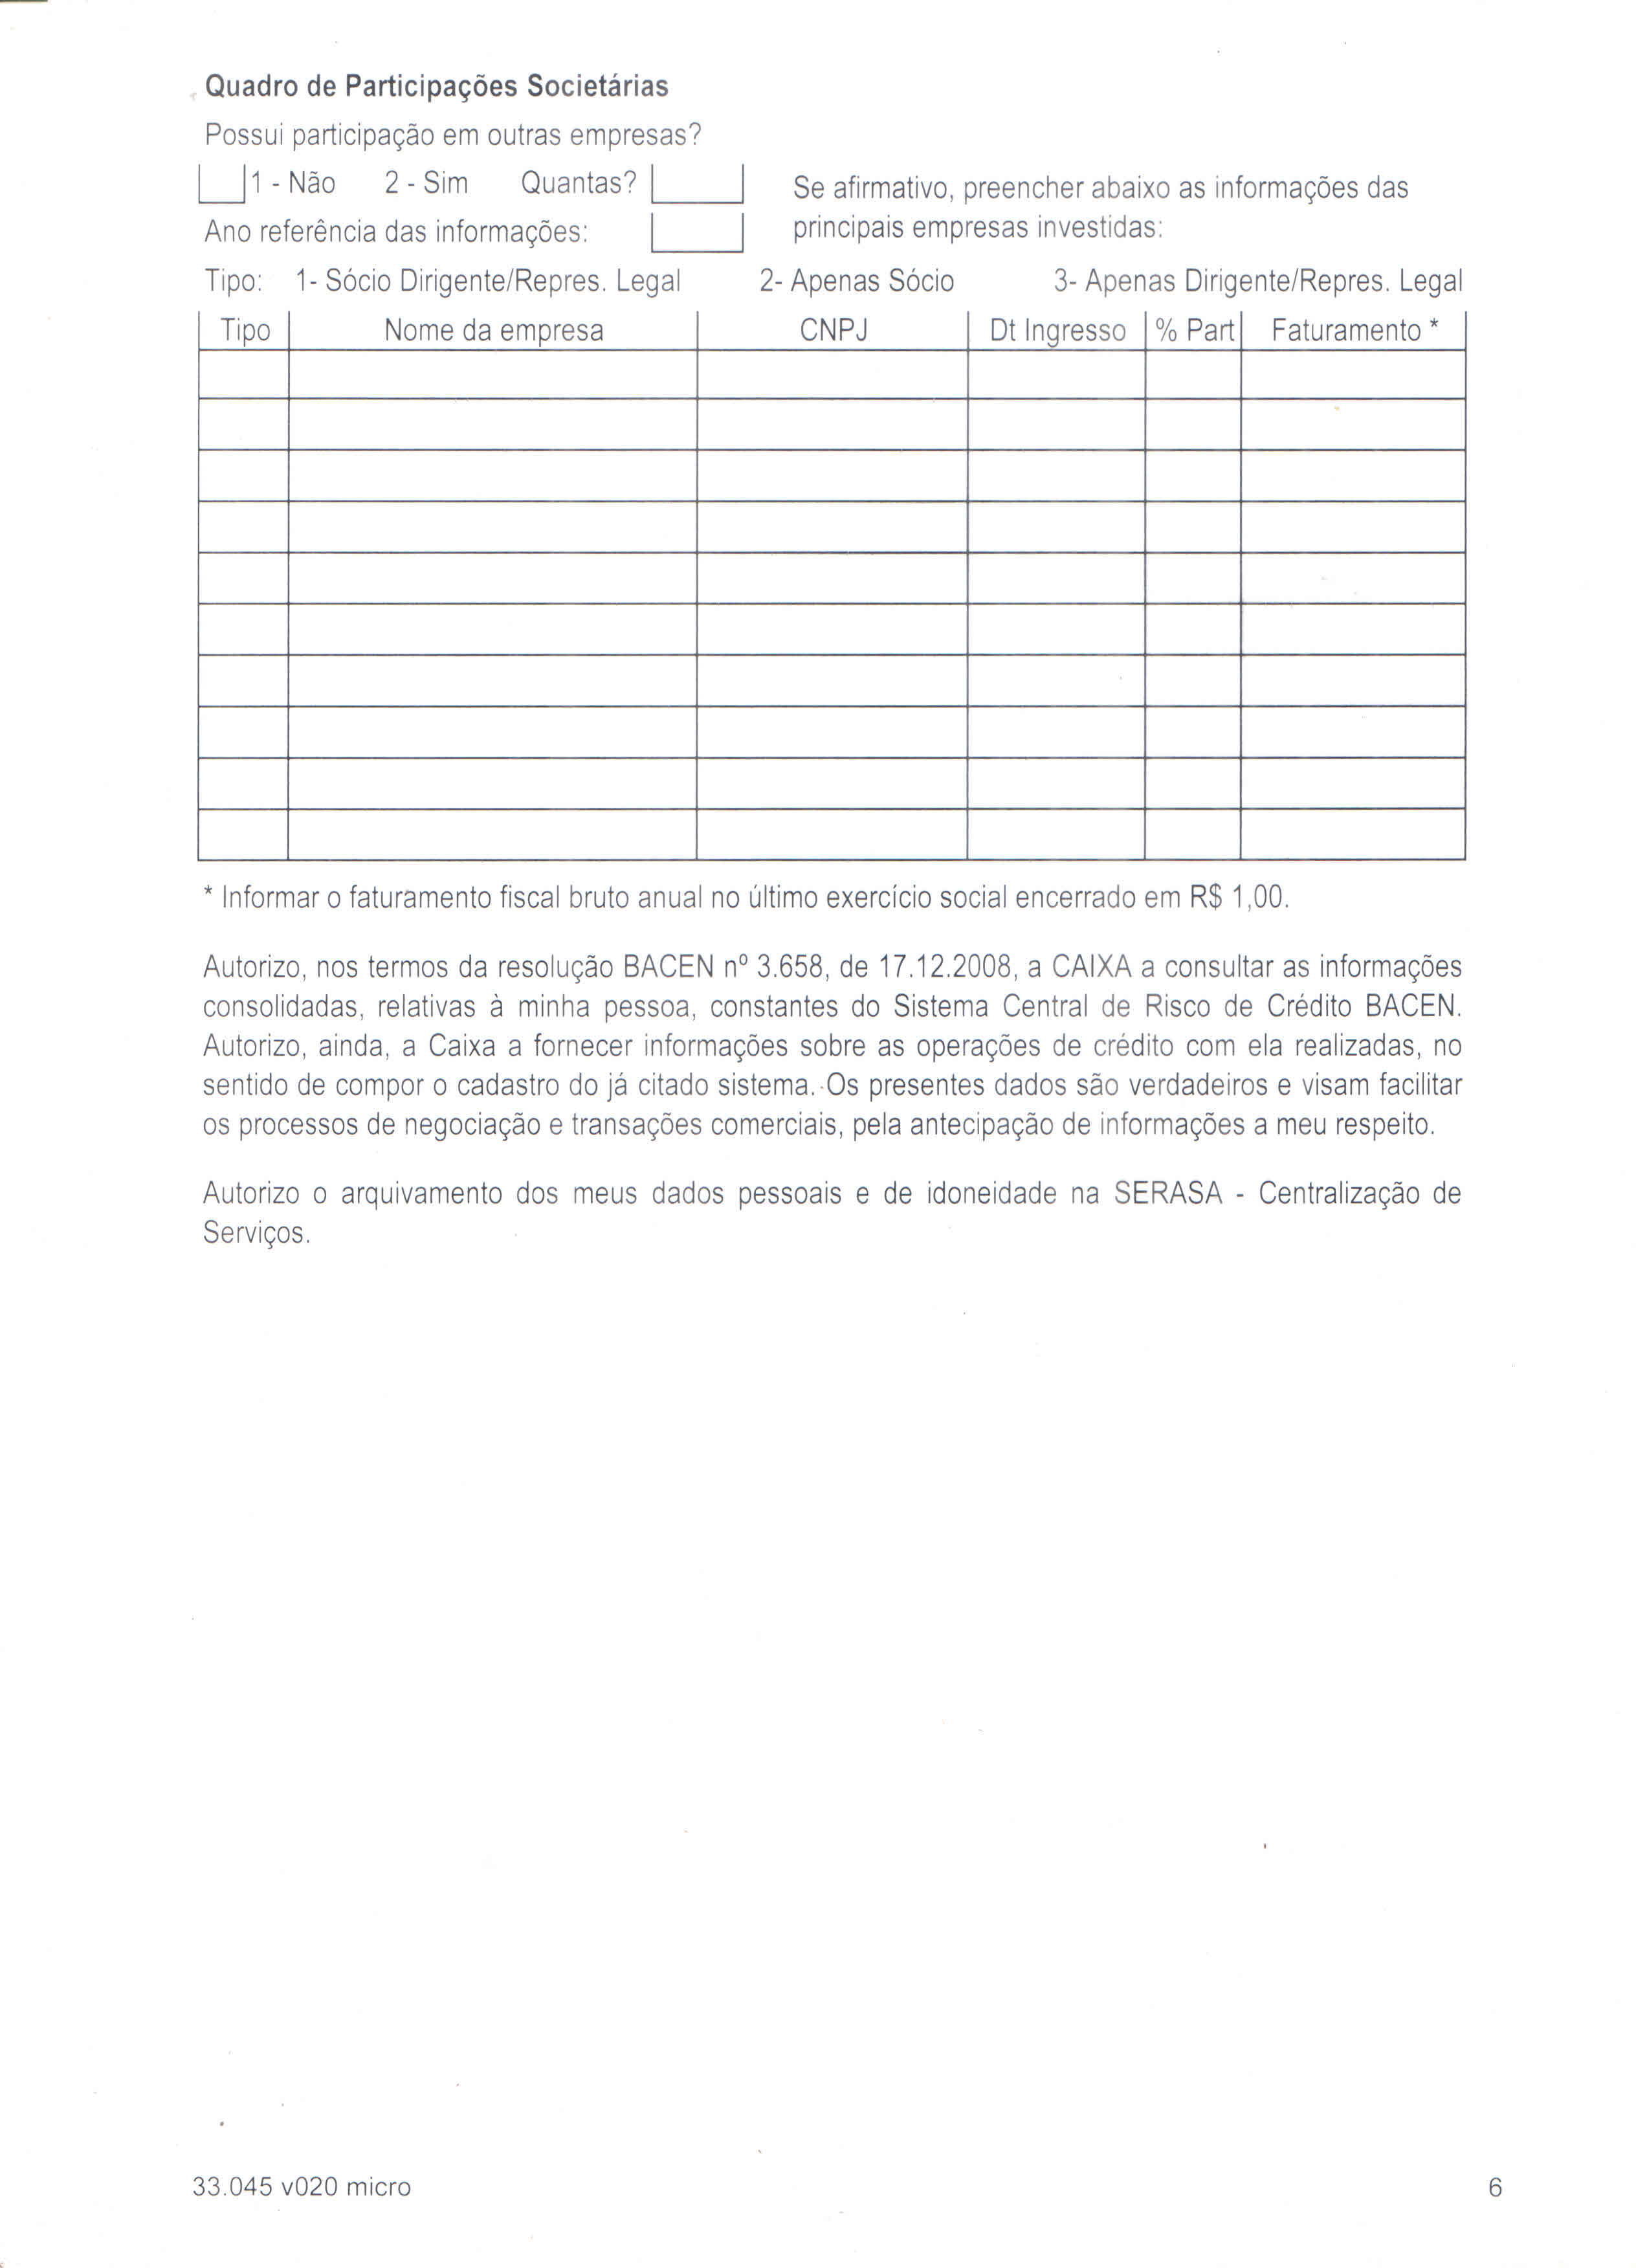 Quadro de Participações Societárias
Possui participação em outras empresas?
1 - Não 2 - Sim Quantas?
Se afirmativo, preencher abaixo as informações das
Ano referência das informações:
principais empresas investidas:
Tipo: 1- Sócio Dirigente/Repres. Legal 2- Apenas Sócio 3- Apenas Dirigente/Repres. Legal
Tipo Nome da empresa CNPJ Dt Ingresso % Part Faturamento *
* Informar o faturamento fiscal bruto anual no último exercício social encerrado em R$ 1,00.
Autorizo, nos termos da resolução BACEN nº 3.658, de 17.12.2008, a CAIXA a consultar as informações
consolidadas, relativas à minha pessoa, constantes do Sistema Central de Risco de Crédito BACEN.
Autorizo, ainda, a Caixa a fornecer informações sobre as operações de crédito com ela realizadas, no
sentido de compor o cadastro do já citado sistema. Os presentes dados são verdadeiros e visam facilitar
os processos de negociação e transações comerciais, pela antecipação de informações a meu respeito.
Autorizo o arquivamento dos meus dados pessoais e de idoneidade na SERASA - Centralização de
Serviços.
33.045 v020 micro 6